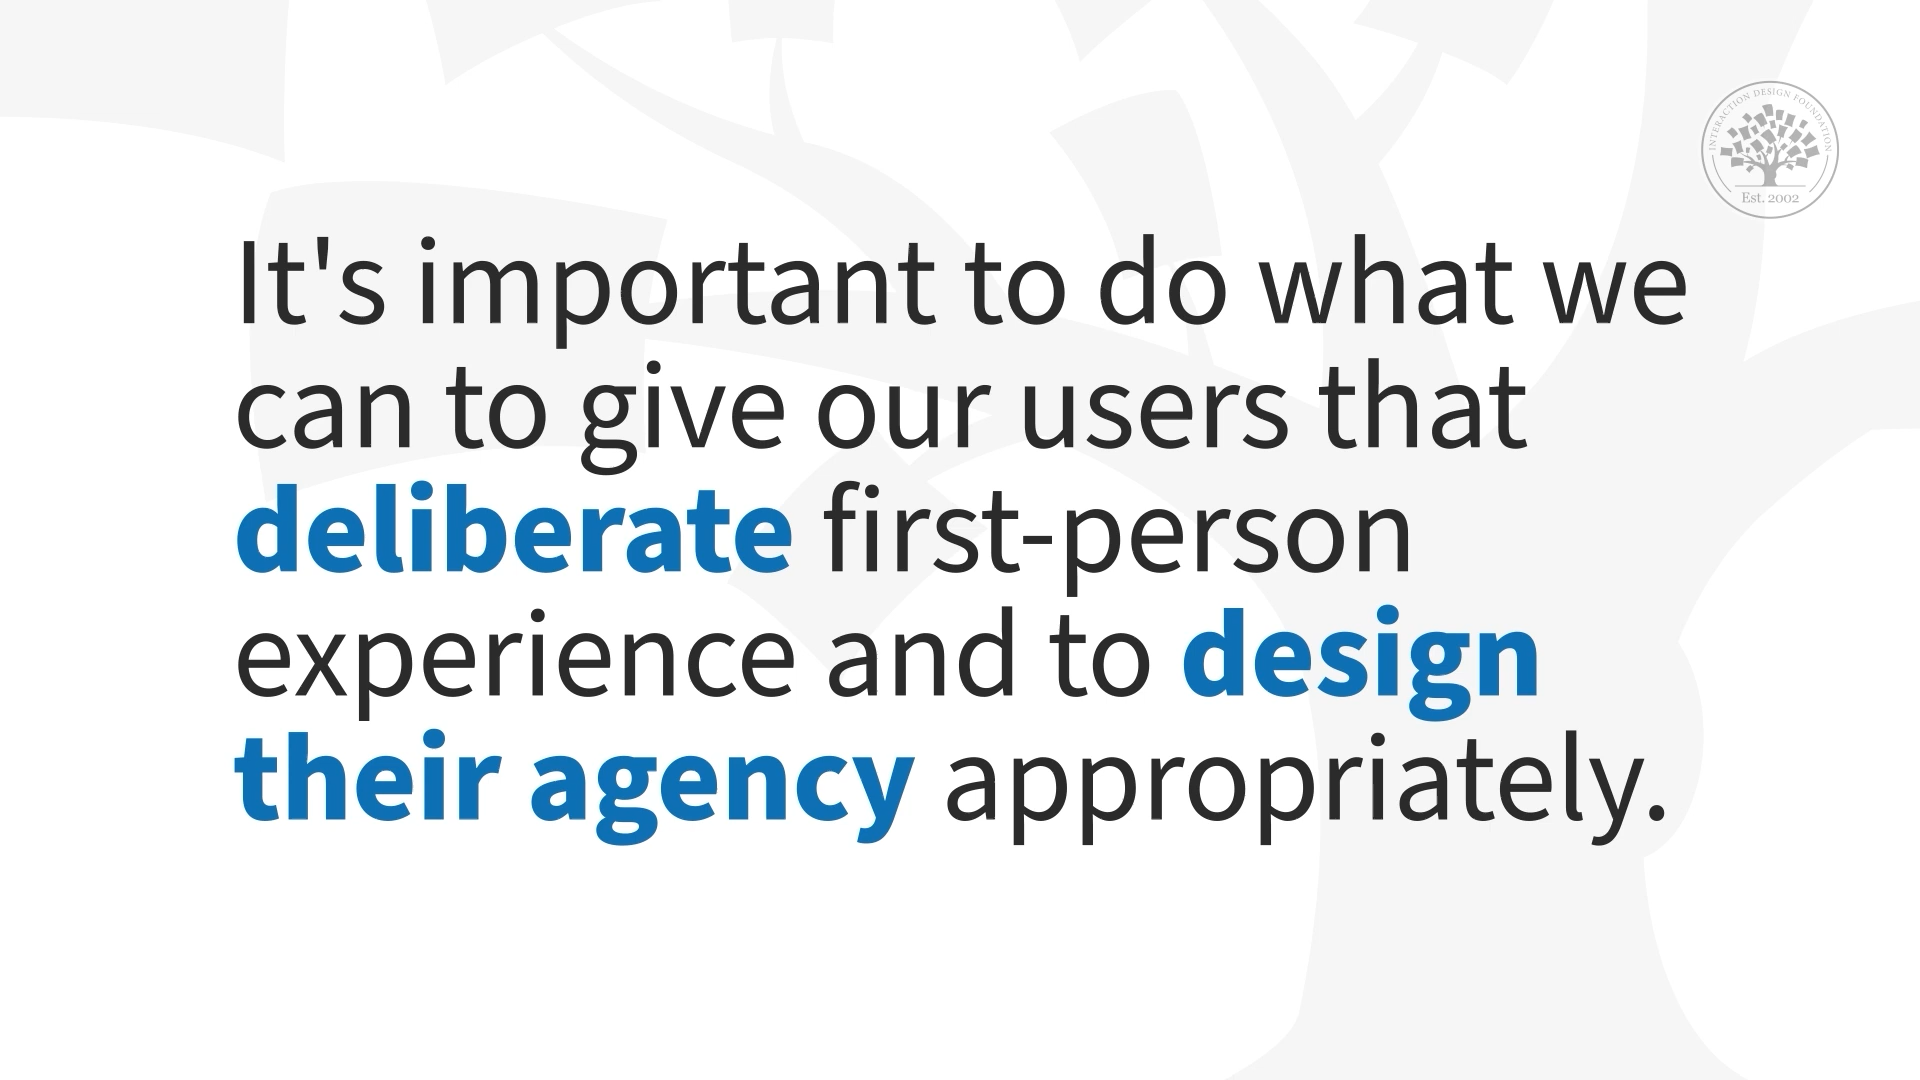 INTERACTION DESIGN FOUNDATION
Est. 2002
It's important to do what we
can to give our users that
deliberate first-person
experience and to design
their agency appropriately.